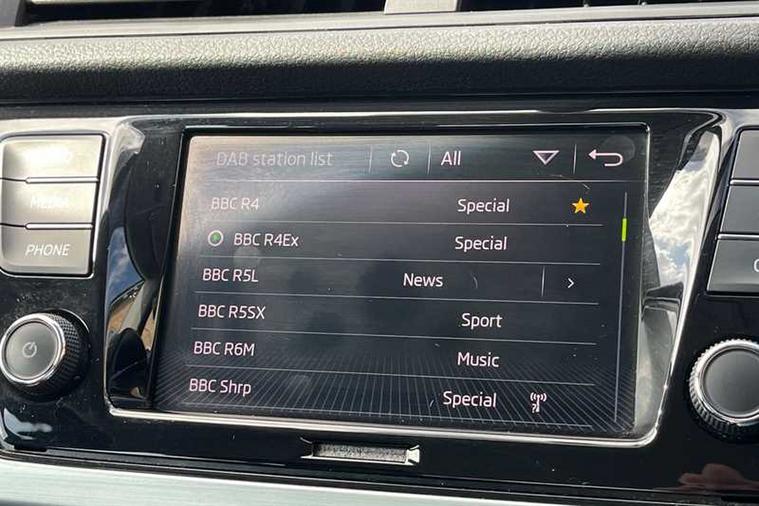 DAB station list All
BBC R4 Special
BBC R4Ex Special
BBC R5L News
BBC R5SX Sport
BBC R6M Music
BBC Shrp Special
MEDIA
PHONE